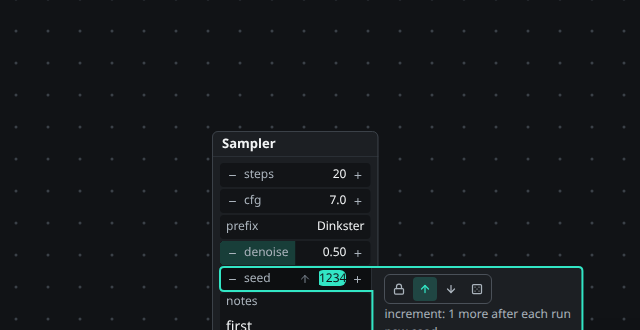 Sampler
− steps 20 +
− cfg 7.0 +
prefix Dinkster
− denoise 0.50 +
− seed ↑ 1234 +
notes
first
increment: 1 more after each run